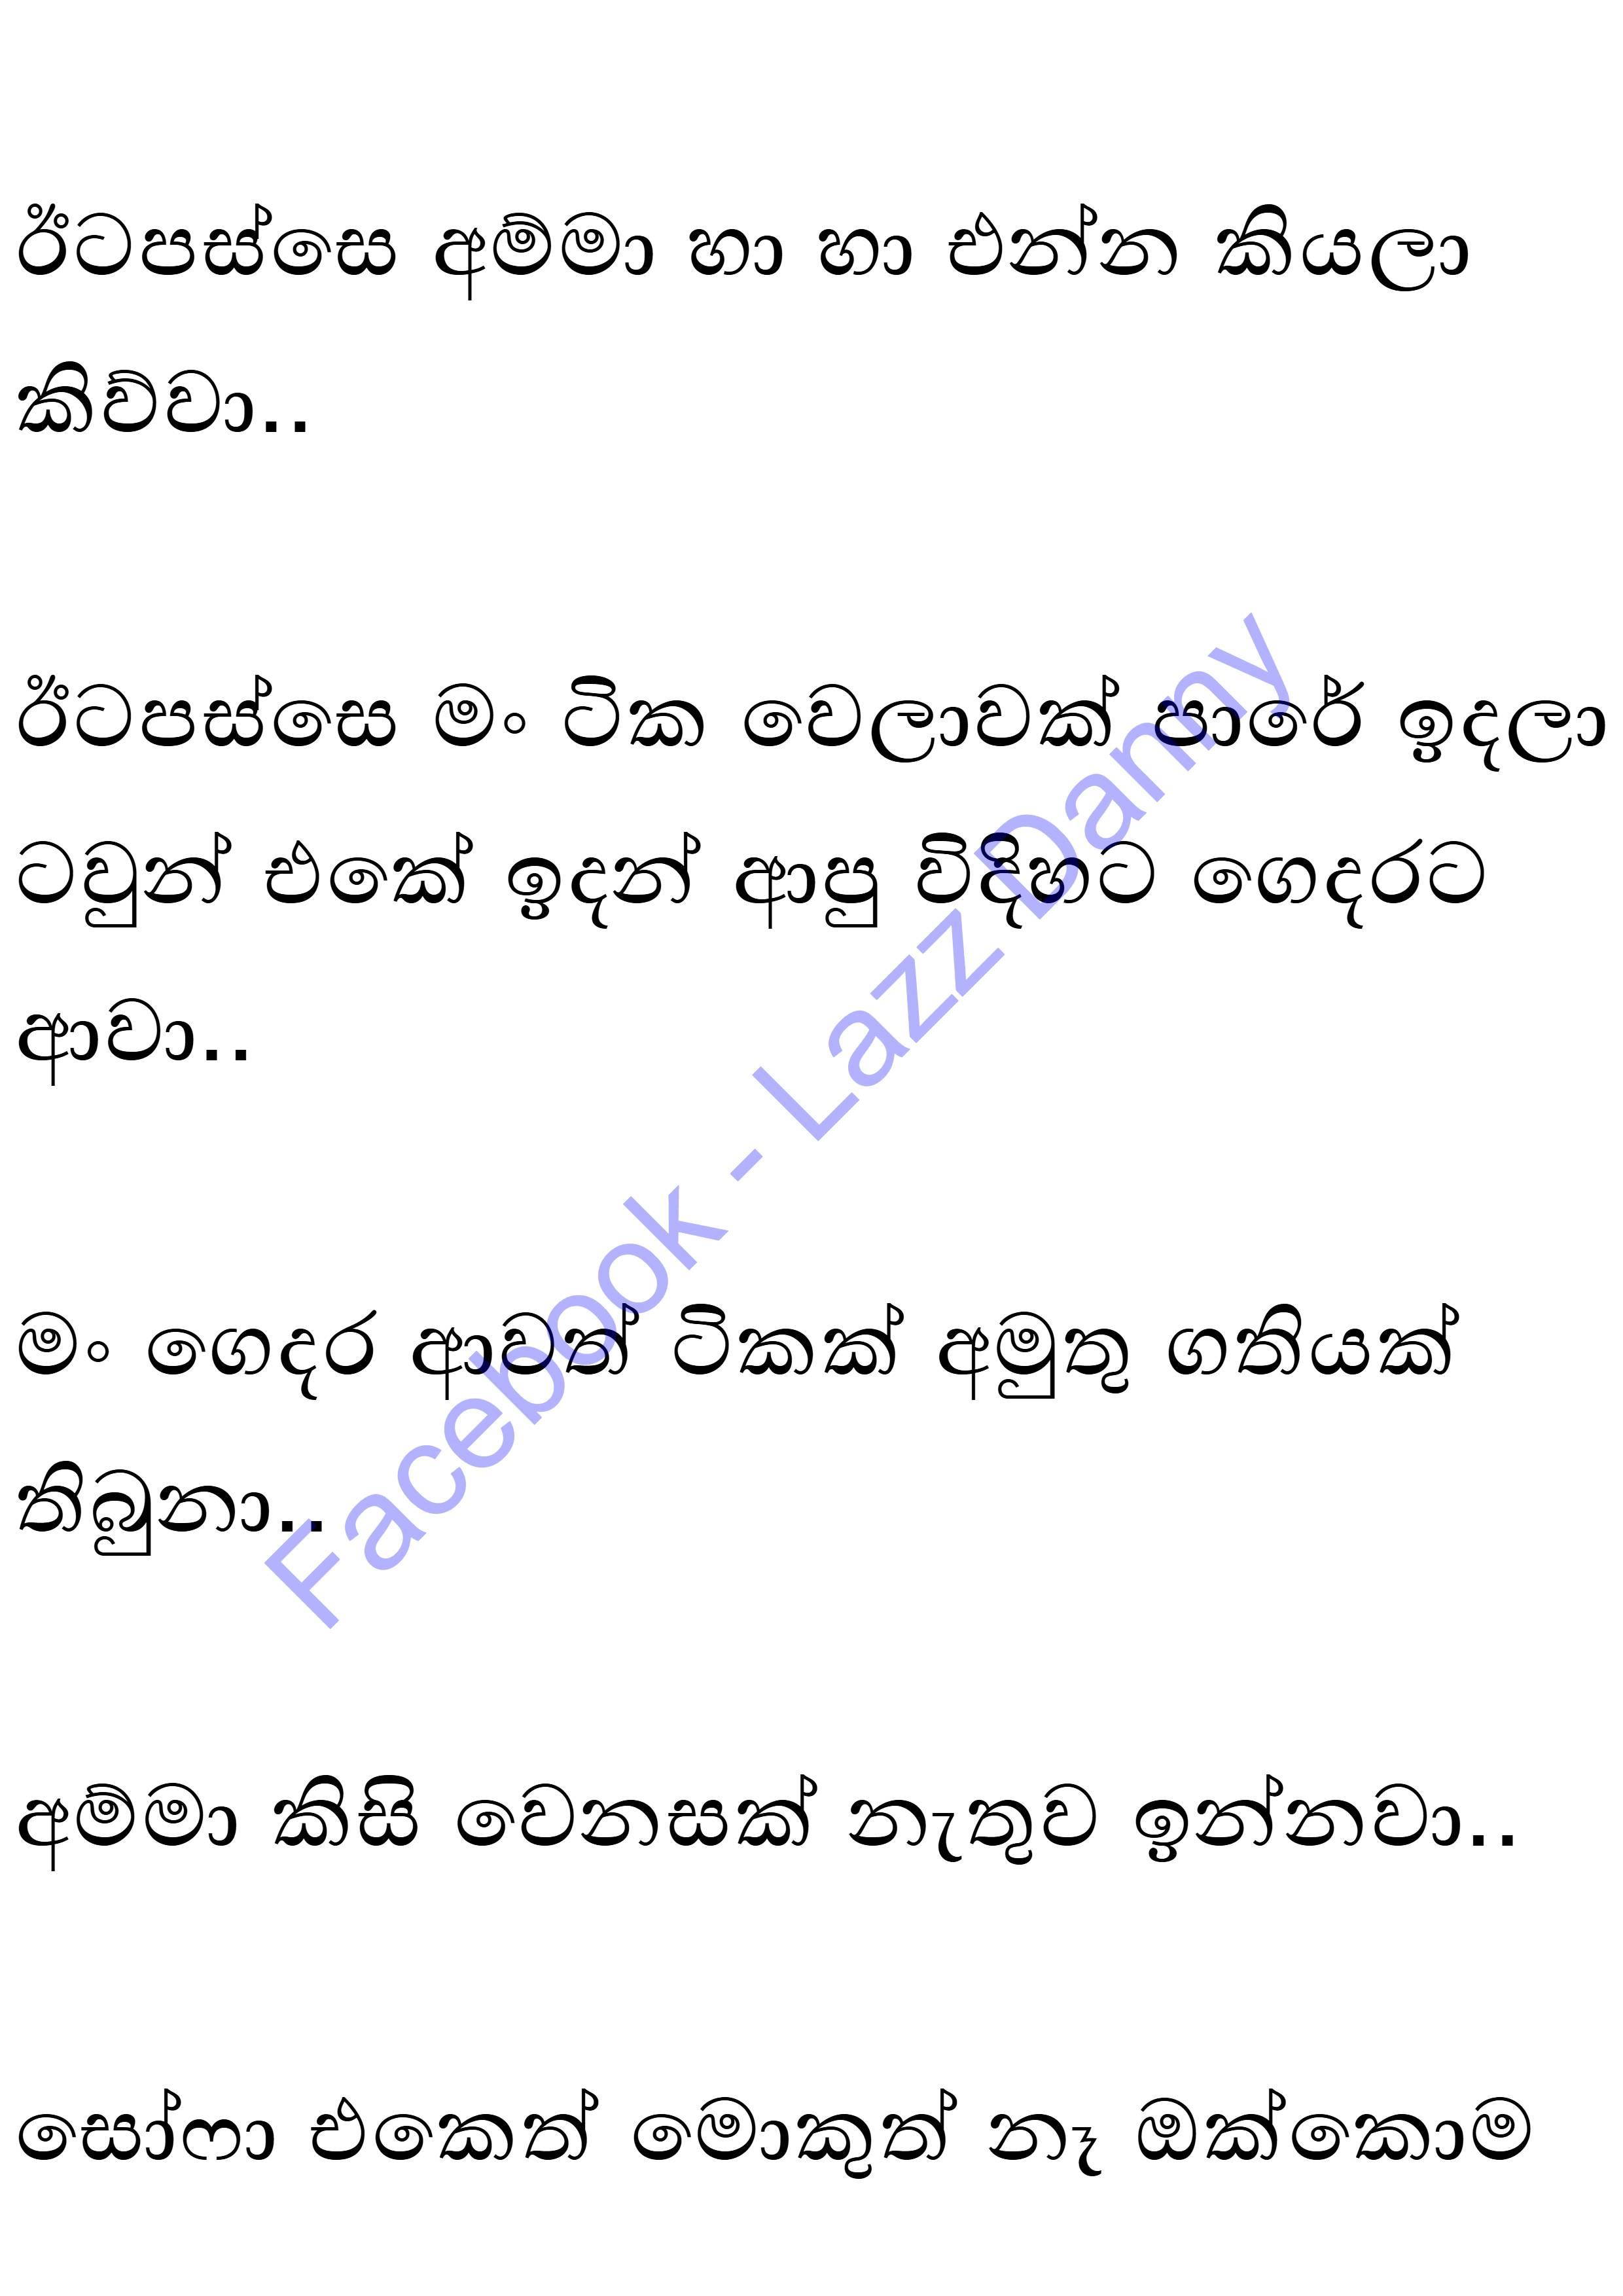 ඊටපස්සෙ අම්මා හා හා එන්න කියලා
කිව්වා..
ඊටපස්සෙ මං ටික වෙලාවක් පාරේ ඉදලා
ටවුන් එකේ ඉදන් ආපු විදිහට ගෙදරට
ආවා..
මං ගෙදර ආවත් ටිකක් අමුතු ගතියක්
තිබුනා..
අම්මා කිසි වෙනසක් නැතුව ඉන්නවා..
සෝෆා එකෙත් මොකුත් නෑ ඔක්කොම
Facebook - Lazz Danny